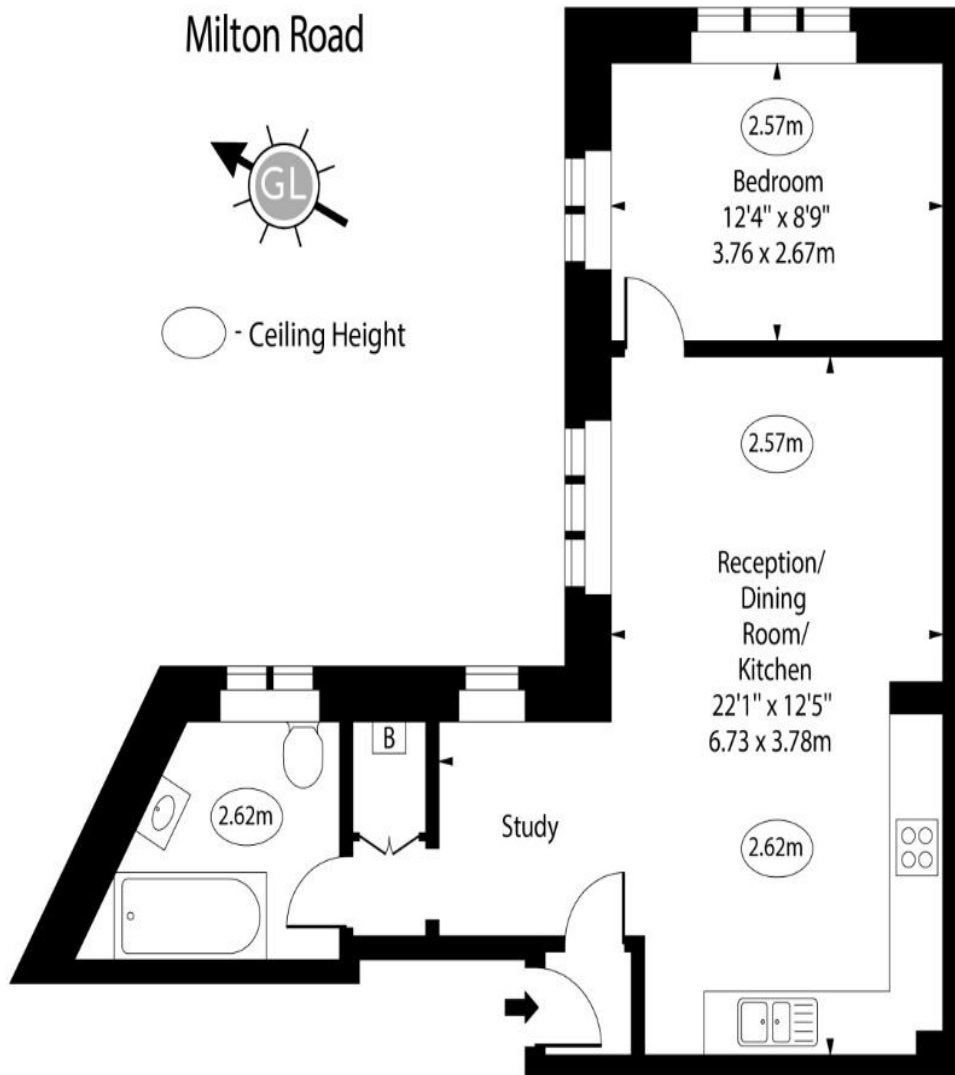 Milton Road
GL
- Ceiling Height
2.57m
Bedroom
12'4" x 8'9"
3.76 x 2.67m
2.57m
Reception/
Dining
Room/
Kitchen
22'1" x 12'5"
6.73 x 3.78m
B
2.62m
Study
2.62m